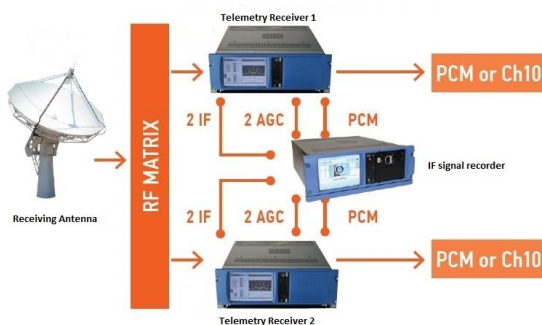 Telemetry Receiver 1
PCM or Ch10
2 IF
2 AGC
PCM
Receiving Antenna
RF MATRIX
IF signal recorder
2 IF
2 AGC
PCM
PCM or Ch10
Telemetry Receiver 2